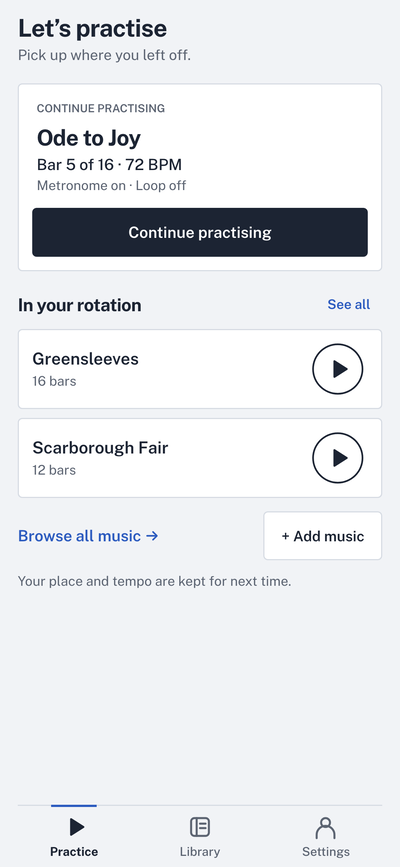 Let’s practise
Pick up where you left off.
CONTINUE PRACTISING
Ode to Joy
Bar 5 of 16 · 72 BPM
Metronome on · Loop off
Continue practising
In your rotation
See all
Greensleeves
16 bars
Scarborough Fair
12 bars
Browse all music →
+ Add music
Your place and tempo are kept for next time.
Practice
Library
Settings